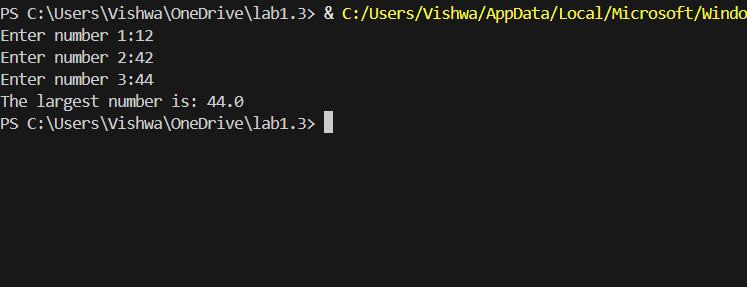 PS C:\Users\Vishwa\OneDrive\lab1.3> & C:/Users/Vishwa/AppData/Local/Microsoft/Windo
Enter number 1:12
Enter number 2:42
Enter number 3:44
The largest number is: 44.0
PS C:\Users\Vishwa\OneDrive\lab1.3>